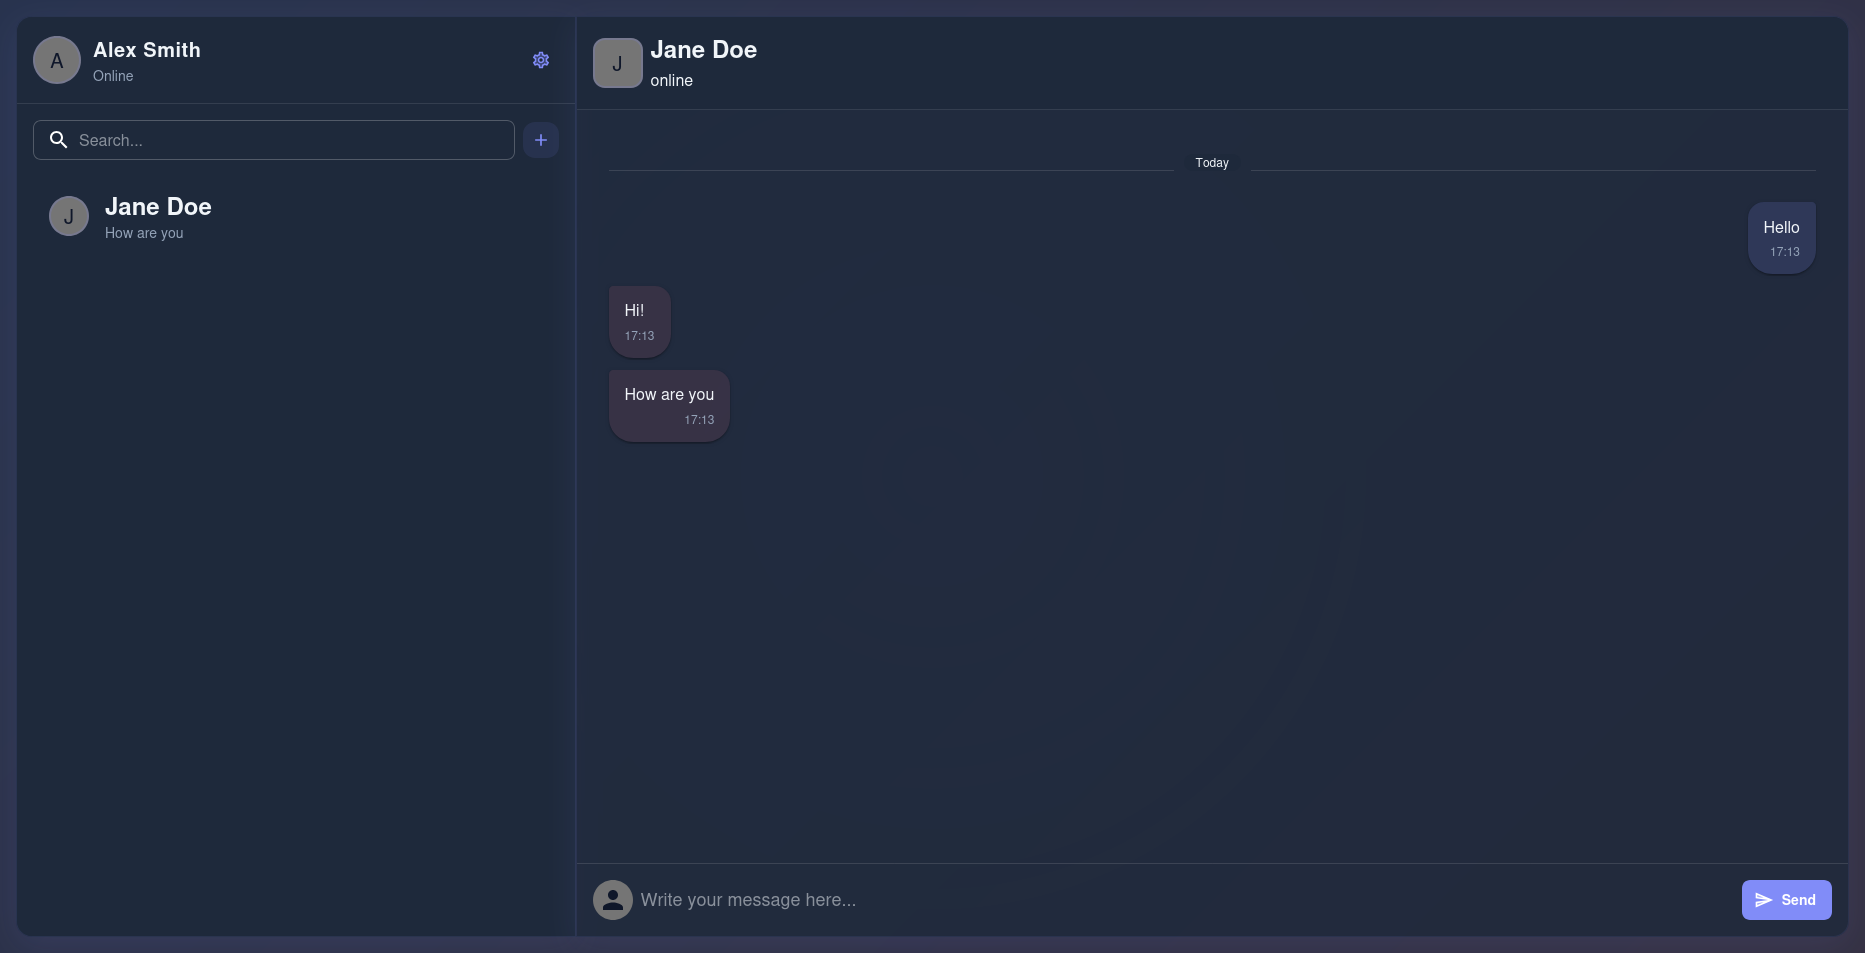 A
Alex Smith
Online
Search...
+
J
Jane Doe
How are you
J
Jane Doe
online
Today
Hello
17:13
Hi!
17:13
How are you
17:13
Write your message here...
Send